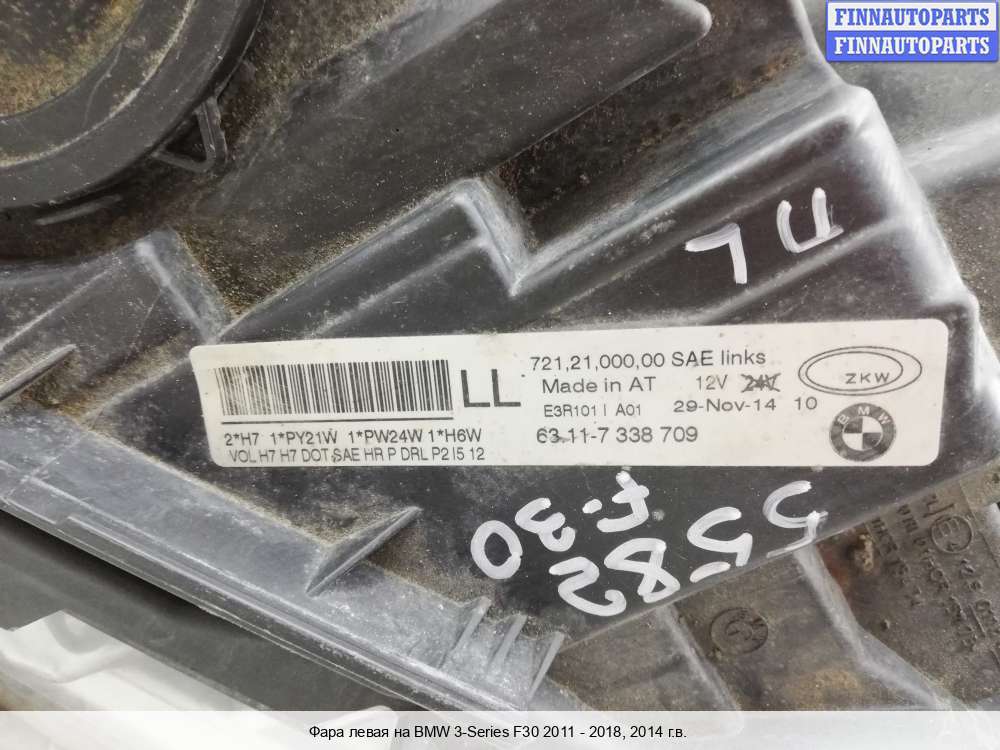 FINNAUTOPARTS
FINNAUTOPARTS
ПL
721,21,000,00 SAE links
LL
Made in AT 12V 24V
ZKW
E3R101 I A01 29-Nov-14 10
BMW
2*H7 1*PY21W 1*PW24W 1*H6W
63.11-7 338 709
VOL H7 H7 DOT SAE HR P DRL P2 I5 12
5582
F.30
Фара левая на BMW 3-Series F30 2011 - 2018, 2014 г.в.